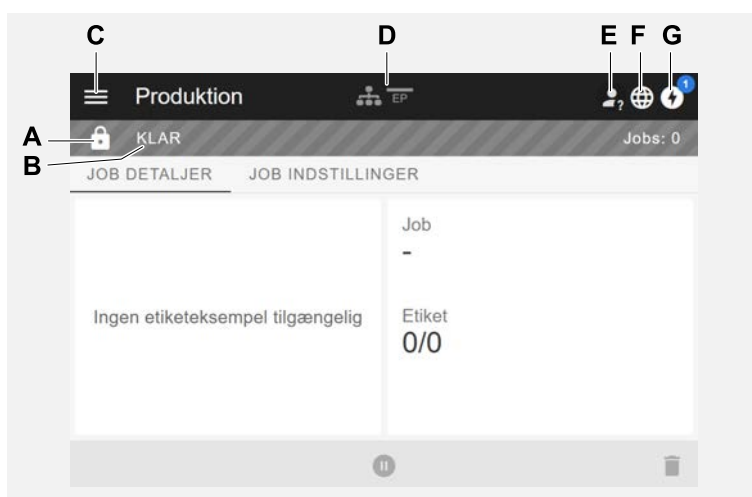 C D E F G
Produktion EP 1
A KLAR Jobs: 0
B
JOB DETALJER JOB INDSTILLINGER
Job
-
Ingen etiketeksempel tilgængelig
Etiket
0/0